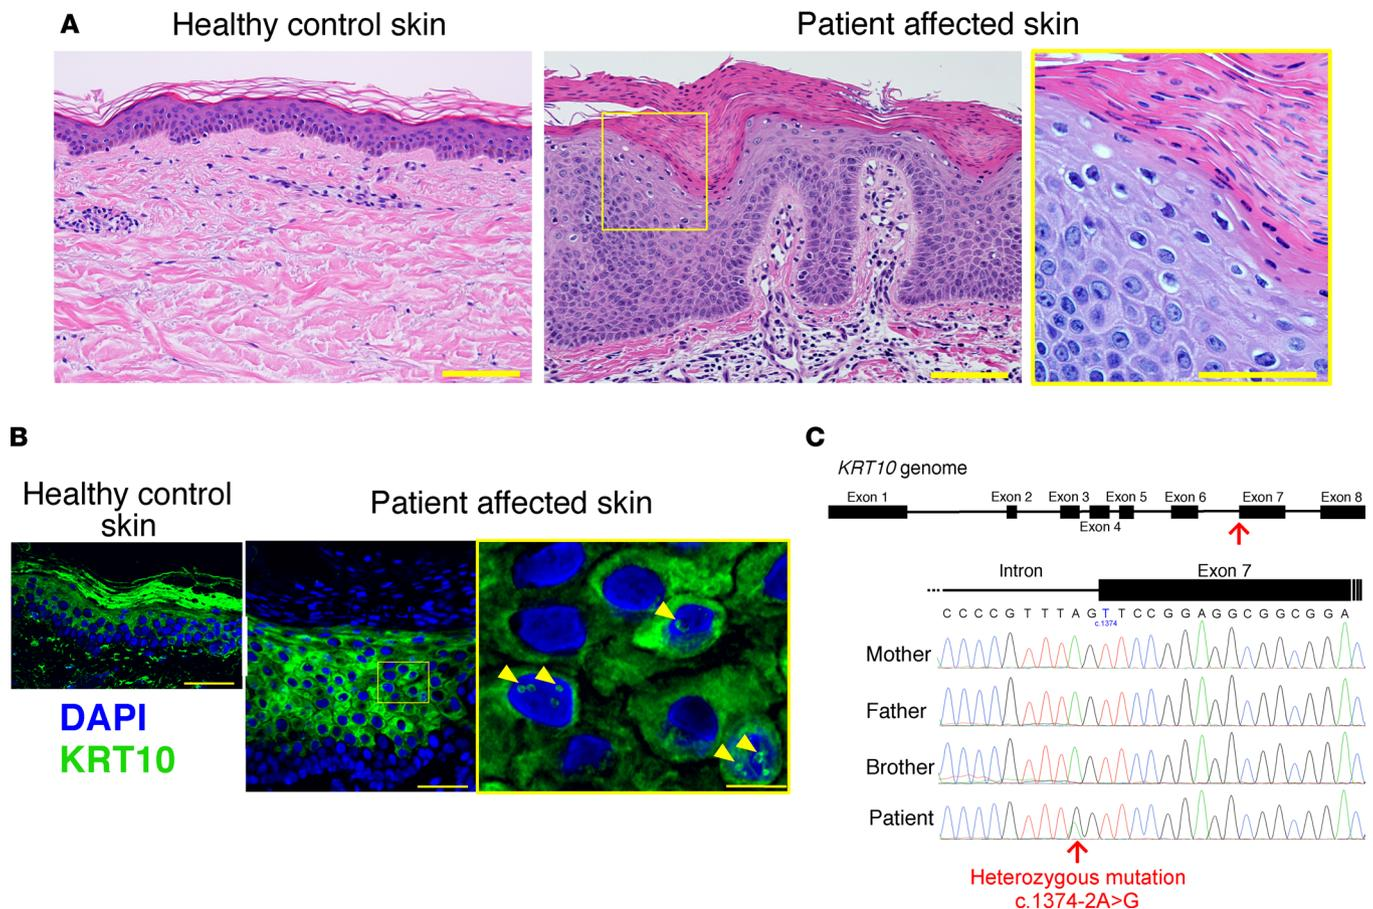 A
Healthy control skin
Patient affected skin
B
Healthy control
skin
Patient affected skin
DAPI
KRT10
C
KRT10 genome
Exon 1
Exon 2
Exon 3
Exon 5
Exon 6
Exon 7
Exon 8
Exon 4
Intron
Exon 7
C C C C G T T T A G T T C C G G A G G C G G C G G A
c.1374
Mother
Father
Brother
Patient
Heterozygous mutation
c.1374-2A>G